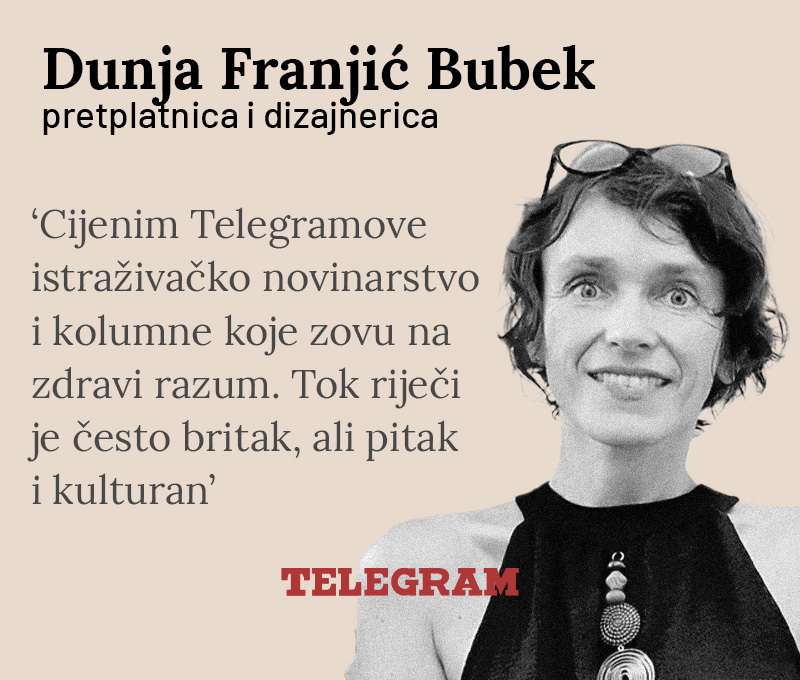 Dunja Franjić Bubek
pretplatnica i dizajnerica
‘Cijenim Telegramove
istraživačko novinarstvo
i kolumne koje zovu na
zdravi razum. Tok riječi
je često britak, ali pitak
i kulturan’
TELEGRAM